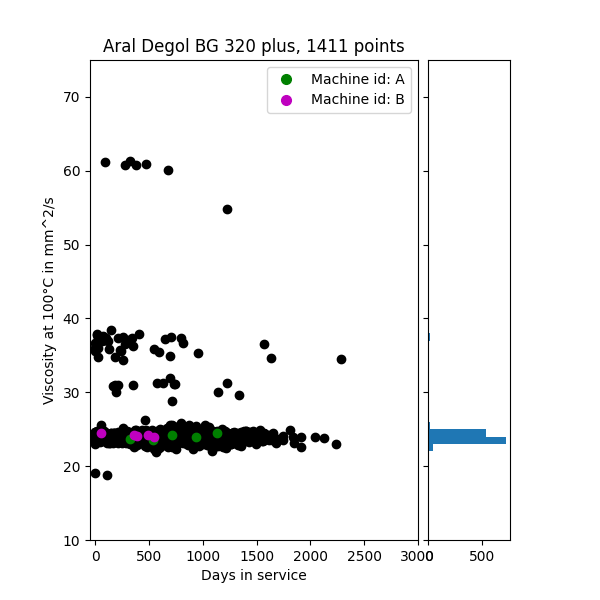 Aral Degol BG 320 plus, 1411 points
Machine id: A
Machine id: B
Viscosity at 100°C in mm^2/s
70
60
50
40
30
20
10
0 500 1000 1500 2000 2500 3000
0 500
Days in service